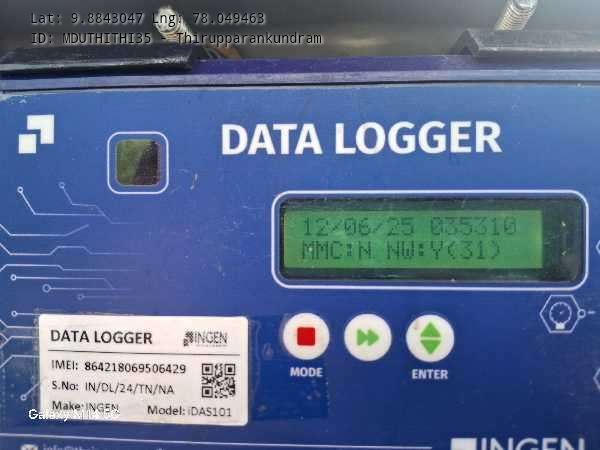 Lat: 9.8843047 Lng: 78.049463
ID: MDUTHITHI35 - Thirupparankundram
DATA LOGGER
12/06/25 035310
MMC:N NW:Y(31)
DATA LOGGER INGEN
IMEI: 864218069506429
S.No: IN/DL/24/TN/NA
Make: INGEN Model: iDAS101
MODE
ENTER
Galaxy
INGEN